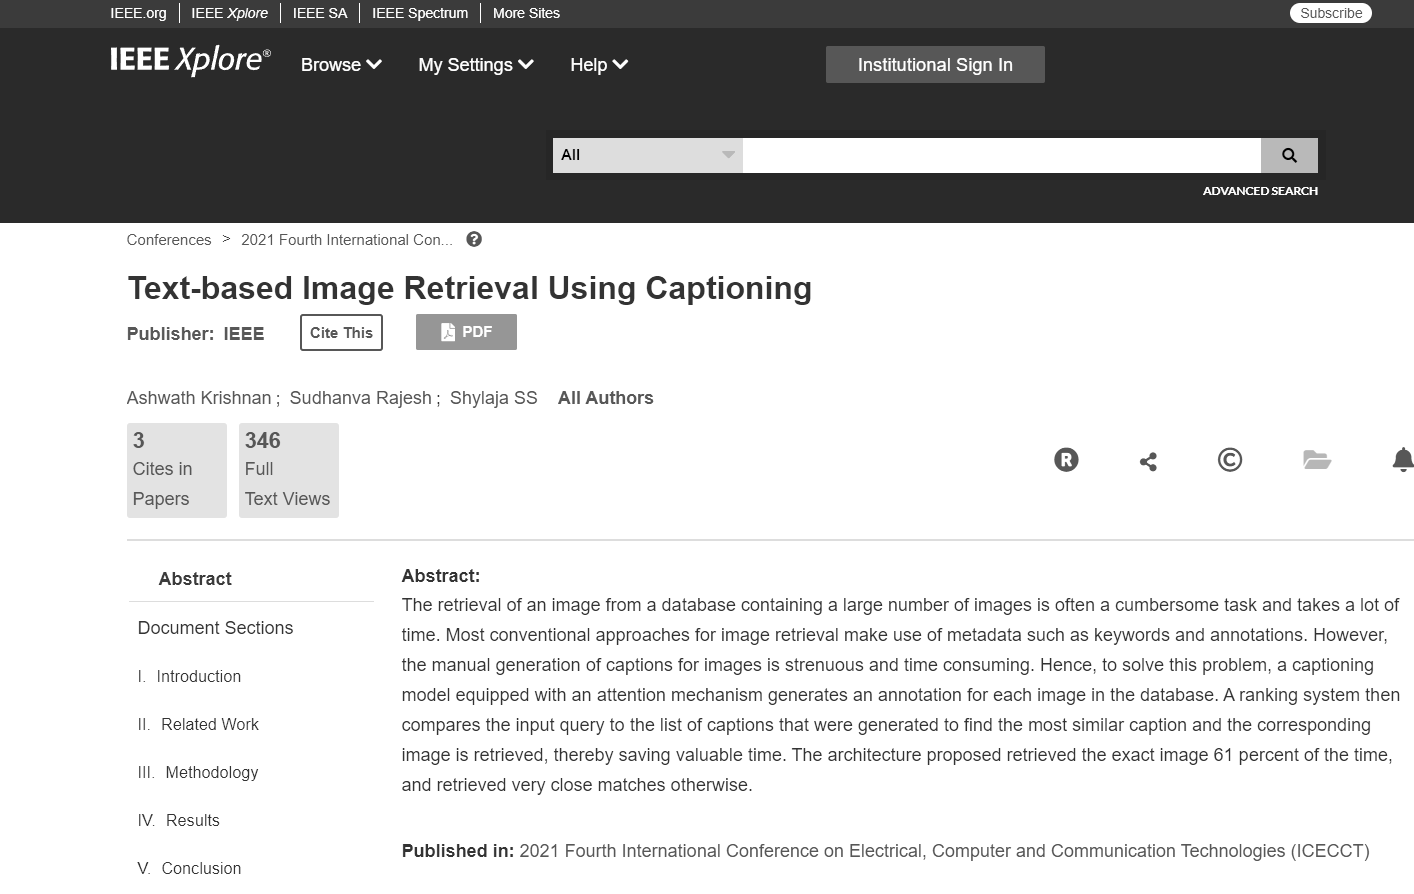 IEEE.org IEEE Xplore IEEE SA IEEE Spectrum More Sites Subscribe
IEEE Xplore® Browse My Settings Help Institutional Sign In
All
ADVANCED SEARCH
Conferences > 2021 Fourth International Con... ?
Text-based Image Retrieval Using Captioning
Publisher: IEEE Cite This PDF
Ashwath Krishnan ; Sudhanva Rajesh ; Shylaja SS All Authors
3
Cites in
Papers
346
Full
Text Views
R ©
Abstract
Document Sections
I. Introduction
II. Related Work
III. Methodology
IV. Results
V. Conclusion
Abstract:
The retrieval of an image from a database containing a large number of images is often a cumbersome task and takes a lot of
time. Most conventional approaches for image retrieval make use of metadata such as keywords and annotations. However,
the manual generation of captions for images is strenuous and time consuming. Hence, to solve this problem, a captioning
model equipped with an attention mechanism generates an annotation for each image in the database. A ranking system then
compares the input query to the list of captions that were generated to find the most similar caption and the corresponding
image is retrieved, thereby saving valuable time. The architecture proposed retrieved the exact image 61 percent of the time,
and retrieved very close matches otherwise.
Published in: 2021 Fourth International Conference on Electrical, Computer and Communication Technologies (ICECCT)